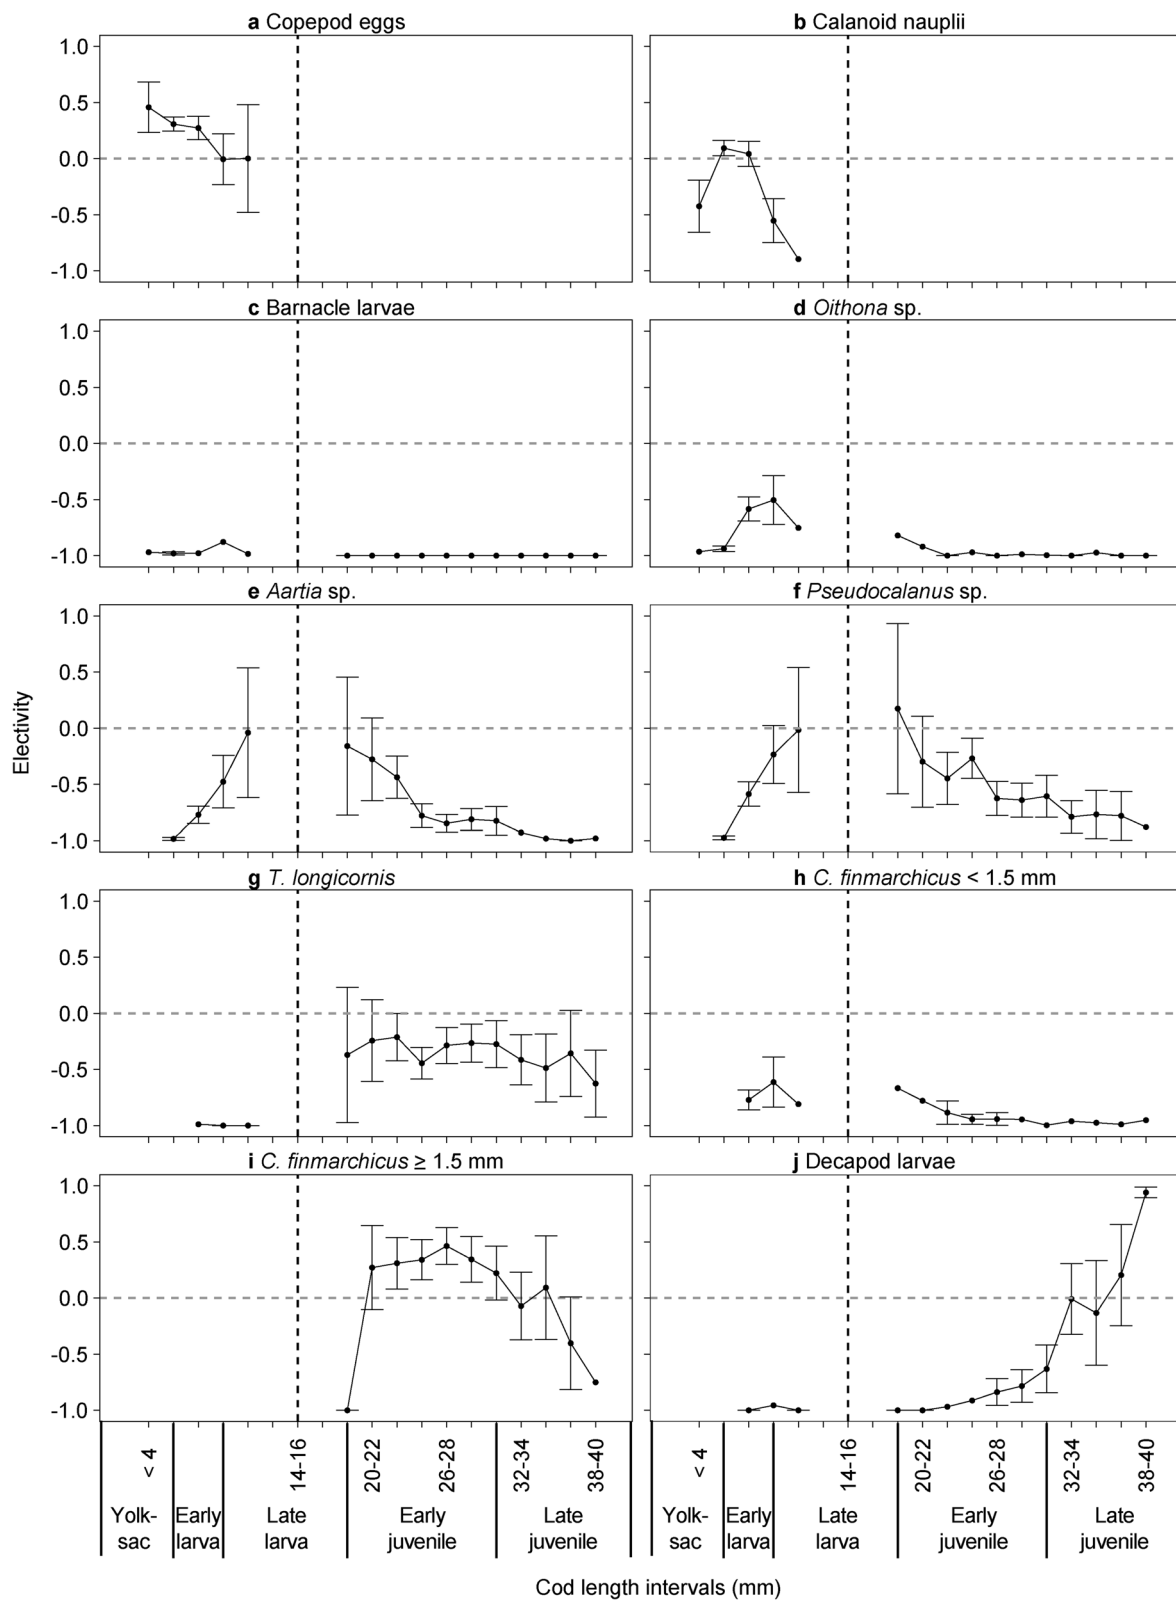 a Copepod eggs
b Calanoid nauplii
1.0
0.5
0.0
-0.5
-1.0
c Barnacle larvae
d Oithona sp.
1.0
0.5
0.0
-0.5
-1.0
e Aartia sp.
f Pseudocalanus sp.
1.0
0.5
0.0
-0.5
-1.0
Electivity
g T. longicornis
h C. finmarchicus < 1.5 mm
1.0
0.5
0.0
-0.5
-1.0
i C. finmarchicus ≥ 1.5 mm
j Decapod larvae
1.0
0.5
0.0
-0.5
-1.0
< 4
14-16
20-22
26-28
32-34
38-40
< 4
14-16
20-22
26-28
32-34
38-40
Yolk-
sac
Early
larva
Late
larva
Early
juvenile
Late
juvenile
Yolk-
sac
Early
larva
Late
larva
Early
juvenile
Late
juvenile
Cod length intervals (mm)